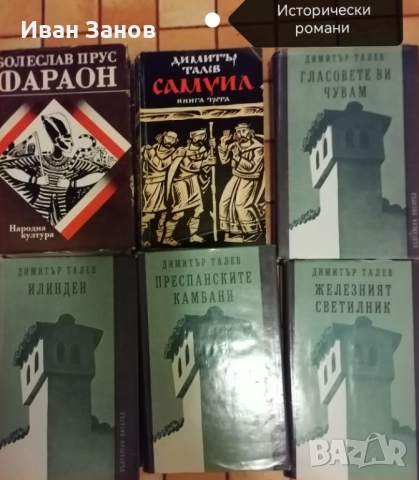 Иван Занов
Исторически
романи
БОЛЕСЛАВ ПРУС
ФАРАОН
Народна
култура
ДИМИТЪР
ТАЛЕВ
САМУИЛ
КНИГА ТРЕТА
ДИМИТЪР ТАЛЕВ
ГЛАСОВЕТЕ ВИ
ЧУВАМ
ДИМИТЪР ТАЛЕВ
ИЛИНДЕН
ДИМИТЪР ТАЛЕВ
ПРЕСПАНСКИТЕ
КАМБАНИ
ДИМИТЪР ТАЛЕВ
ЖЕЛЕЗНИЯТ
СВЕТИЛНИК
BAZAR